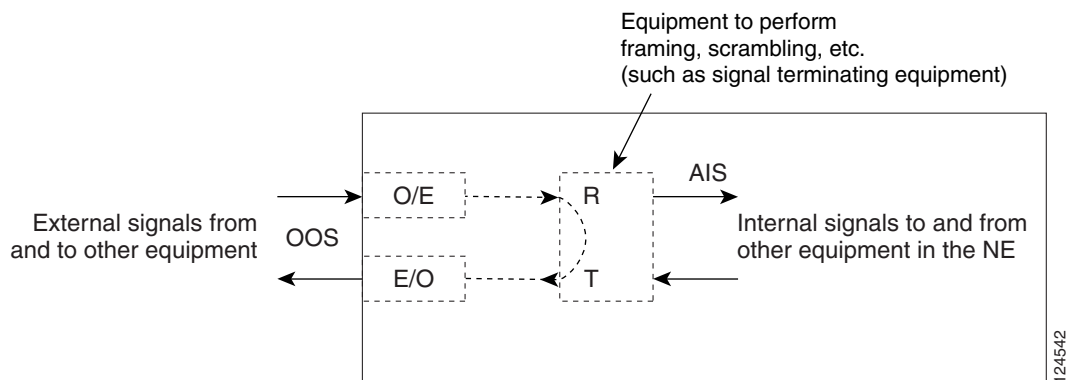 Equipment to perform
framing, scrambling, etc.
(such as signal terminating equipment)
AIS
O/E
R
External signals from
and to other equipment
OOS
Internal signals to and from
other equipment in the NE
E/O
T
124542